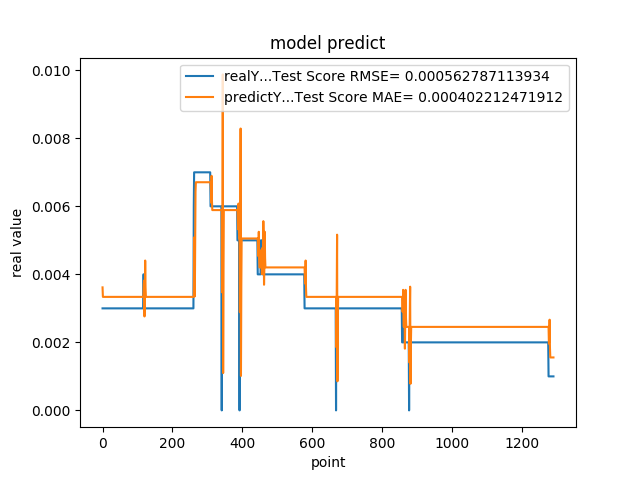 model predict
realY...Test Score RMSE= 0.000562787113934
predictY...Test Score MAE= 0.000402212471912
real value
0.010
0.008
0.006
0.004
0.002
0.000
0 200 400 600 800 1000 1200
point